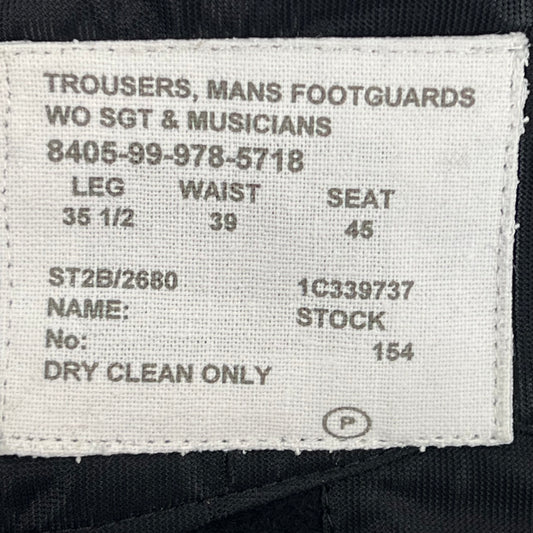 TROUSERS, MANS FOOTGUARDS
WO SGT & MUSICIANS
8405-99-978-5718
LEG WAIST SEAT
35 1/2 39 45
ST2B/2680 1C339737
NAME: STOCK
No: 154
DRY CLEAN ONLY
P